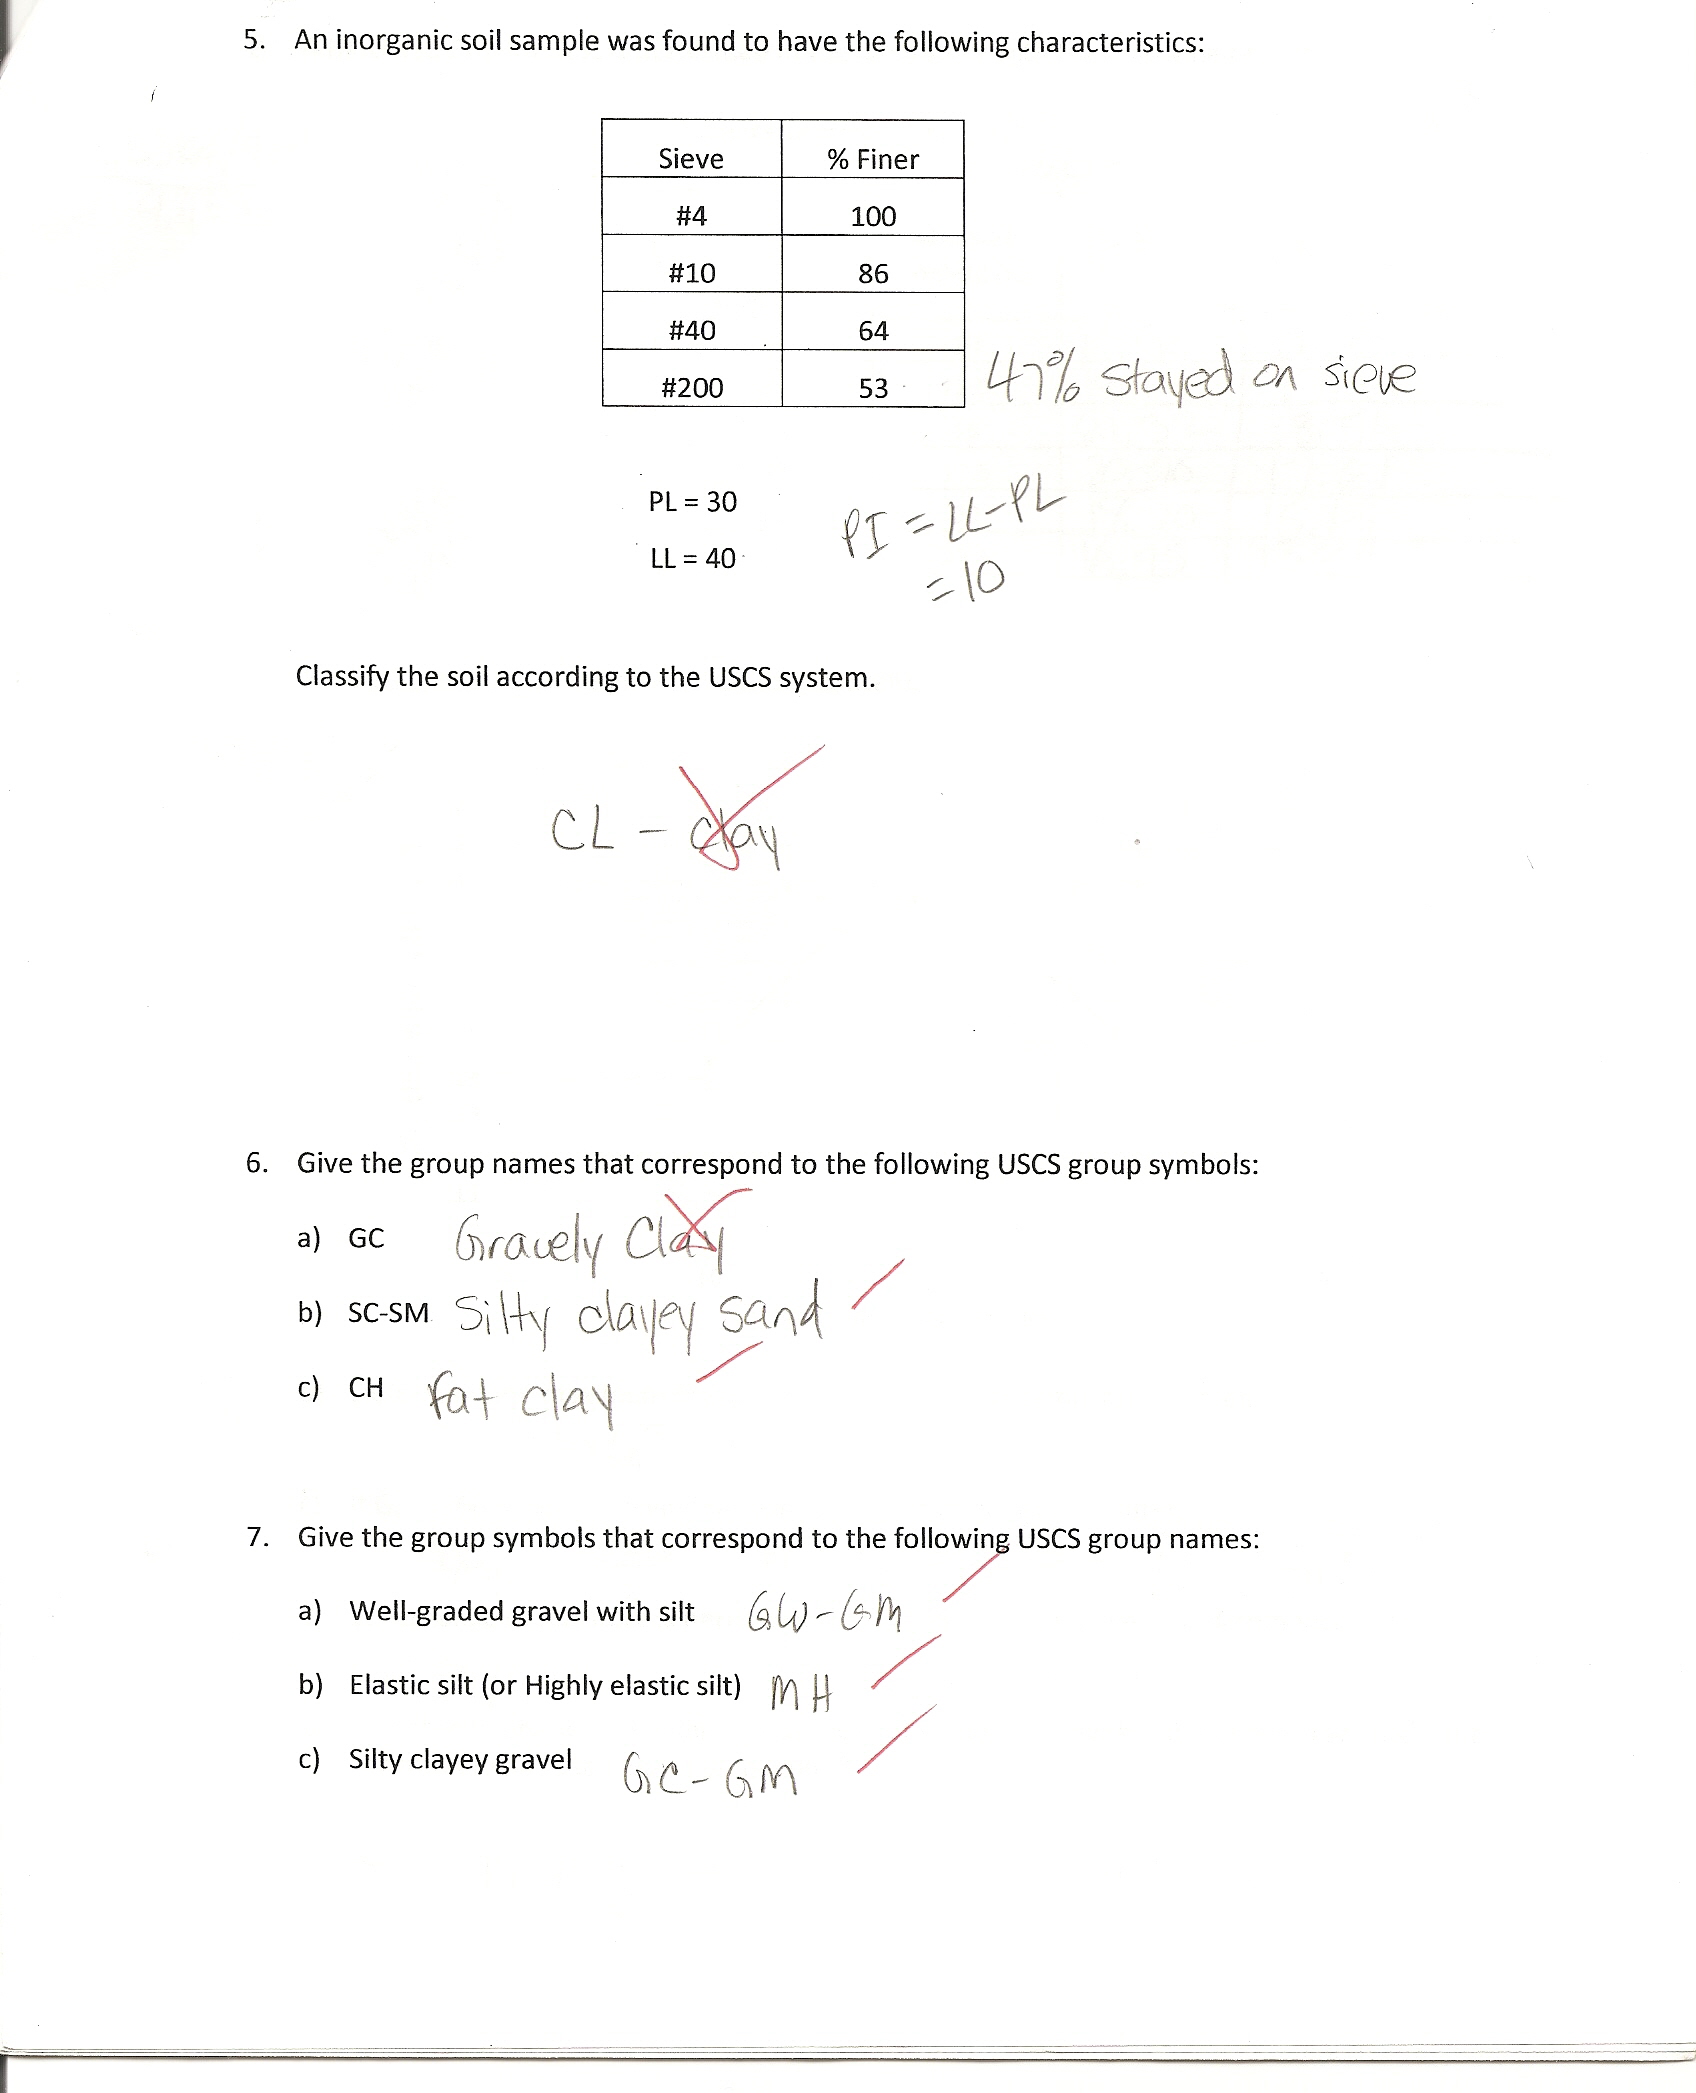 5. An inorganic soil sample was found to have the following characteristics:
Sieve % Finer
#4 100
#10 86
#40 64
#200 53 47% stayed on sieve
PL = 30 PI = LL-PL
LL = 40 =10
Classify the soil according to the USCS system.
CL - clay
6. Give the group names that correspond to the following USCS group symbols:
a) GC Gravely Clay
b) SC-SM Silty clayey sand
c) CH fat clay
7. Give the group symbols that correspond to the following USCS group names:
a) Well-graded gravel with silt GW-GM
b) Elastic silt (or Highly elastic silt) MH
c) Silty clayey gravel GC-GM